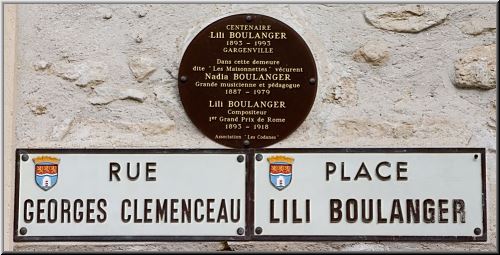 CENTENAIRE
Lili BOULANGER
1893 - 1993
GARGENVILLE
Dans cette demeure
dite "Les Maisonnettes" vécurent
Nadia BOULANGER
Grande musicienne et pédagogue
1887 - 1979
Lili BOULANGER
Compositeur
1er Grand Prix de Rome
1893 - 1918
Association "Les Codanas"
RUE
GEORGES CLEMENCEAU
PLACE
LILI BOULANGER